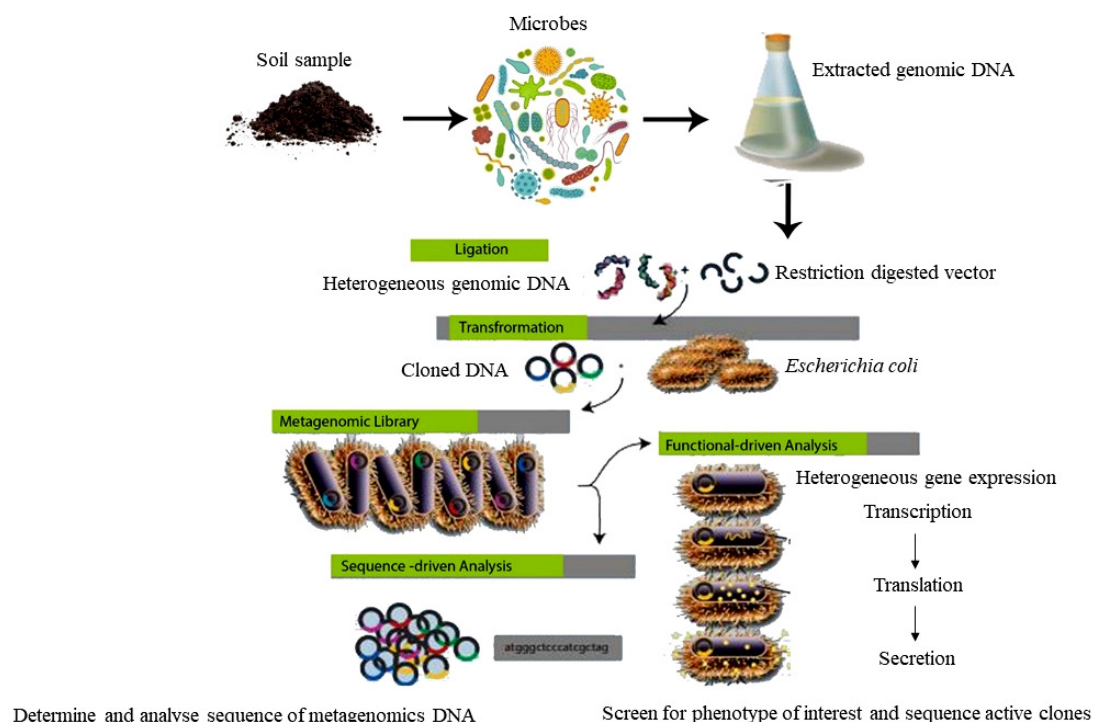 Microbes
Soil sample
Extracted genomic DNA
Ligation
Heterogeneous genomic DNA
+
Restriction digested vector
Transformation
Cloned DNA
Escherichia coli
Metagenomic Library
Functional-driven Analysis
Heterogeneous gene expression
Transcription
Sequence -driven Analysis
Translation
atgggctcccatcgctag
Secretion
Determine and analyse sequence of metagenomics DNA
Screen for phenotype of interest and sequence active clones